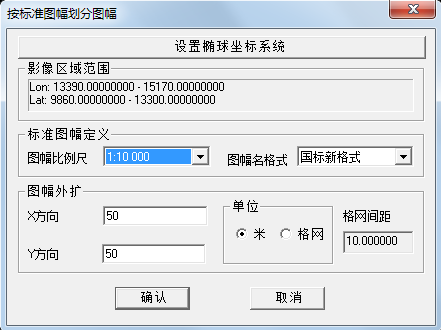 按标准图幅划分图幅
设置椭球坐标系统
影像区域范围
Lon: 13390.00000000 - 15170.00000000
Lat: 9860.00000000 - 13300.00000000
标准图幅定义
图幅比例尺 1:10 000 图幅名格式 国标新格式
图幅外扩
X方向 50
Y方向 50
单位
米 格网
格网间距
10.000000
确认 取消